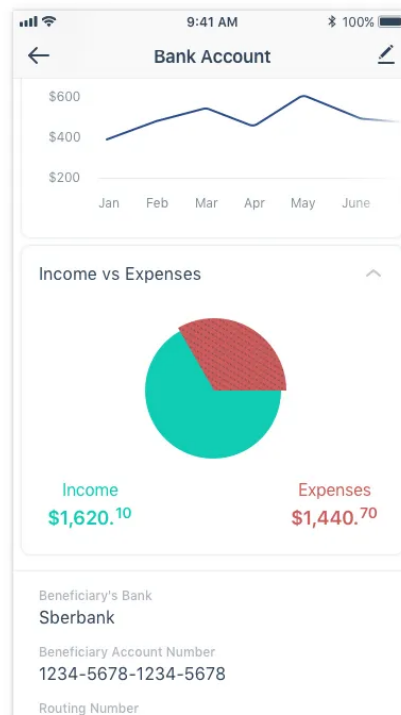 9:41 AM 100%
Bank Account
$600
$400
$200
Jan Feb Mar Apr May June
Income vs Expenses
Income Expenses
$1,620.10 $1,440.70
Beneficiary's Bank
Sberbank
Beneficiary Account Number
1234-5678-1234-5678
Routing Number